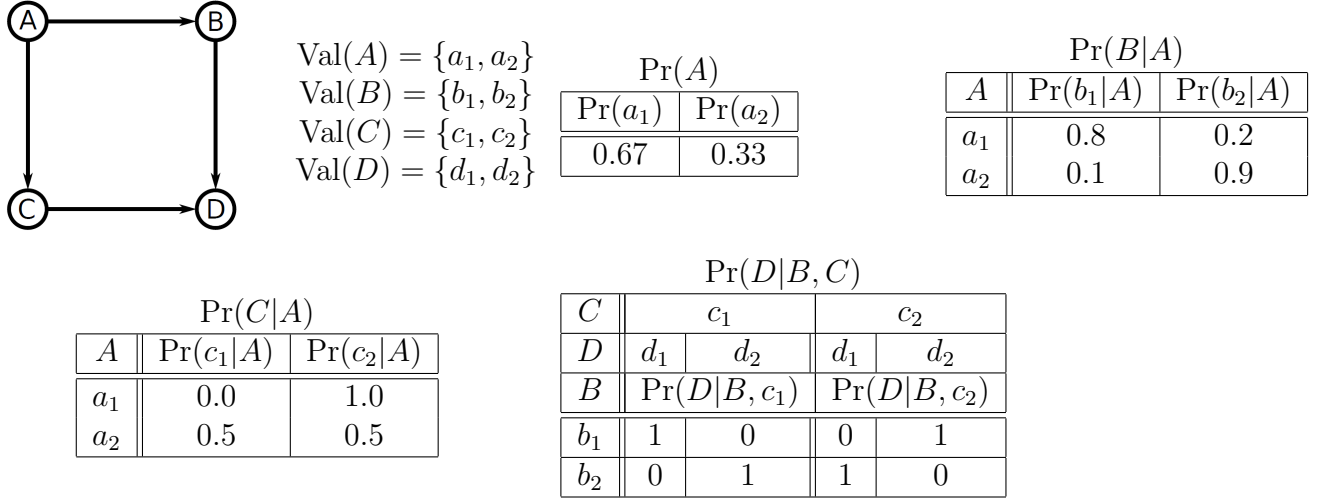 A B
C D
Val(A) = {a₁, a₂}
Val(B) = {b₁, b₂}
Val(C) = {c₁, c₂}
Val(D) = {d₁, d₂}
Pr(A)
Pr(a₁) Pr(a₂)
0.67 0.33
Pr(B|A)
A Pr(b₁|A) Pr(b₂|A)
a₁ 0.8 0.2
a₂ 0.1 0.9
Pr(C|A)
A Pr(c₁|A) Pr(c₂|A)
a₁ 0.0 1.0
a₂ 0.5 0.5
Pr(D|B, C)
C c₁ c₂
D d₁ d₂ d₁ d₂
B Pr(D|B, c₁) Pr(D|B, c₂)
b₁ 1 0 0 1
b₂ 0 1 1 0